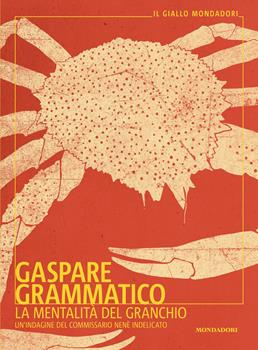 IL GIALLO MONDADORI
GASPARE
GRAMMATICO
LA MENTALITÀ DEL GRANCHIO
UN'INDAGINE DEL COMMISSARIO NENÈ INDELICATO
MONDADORI